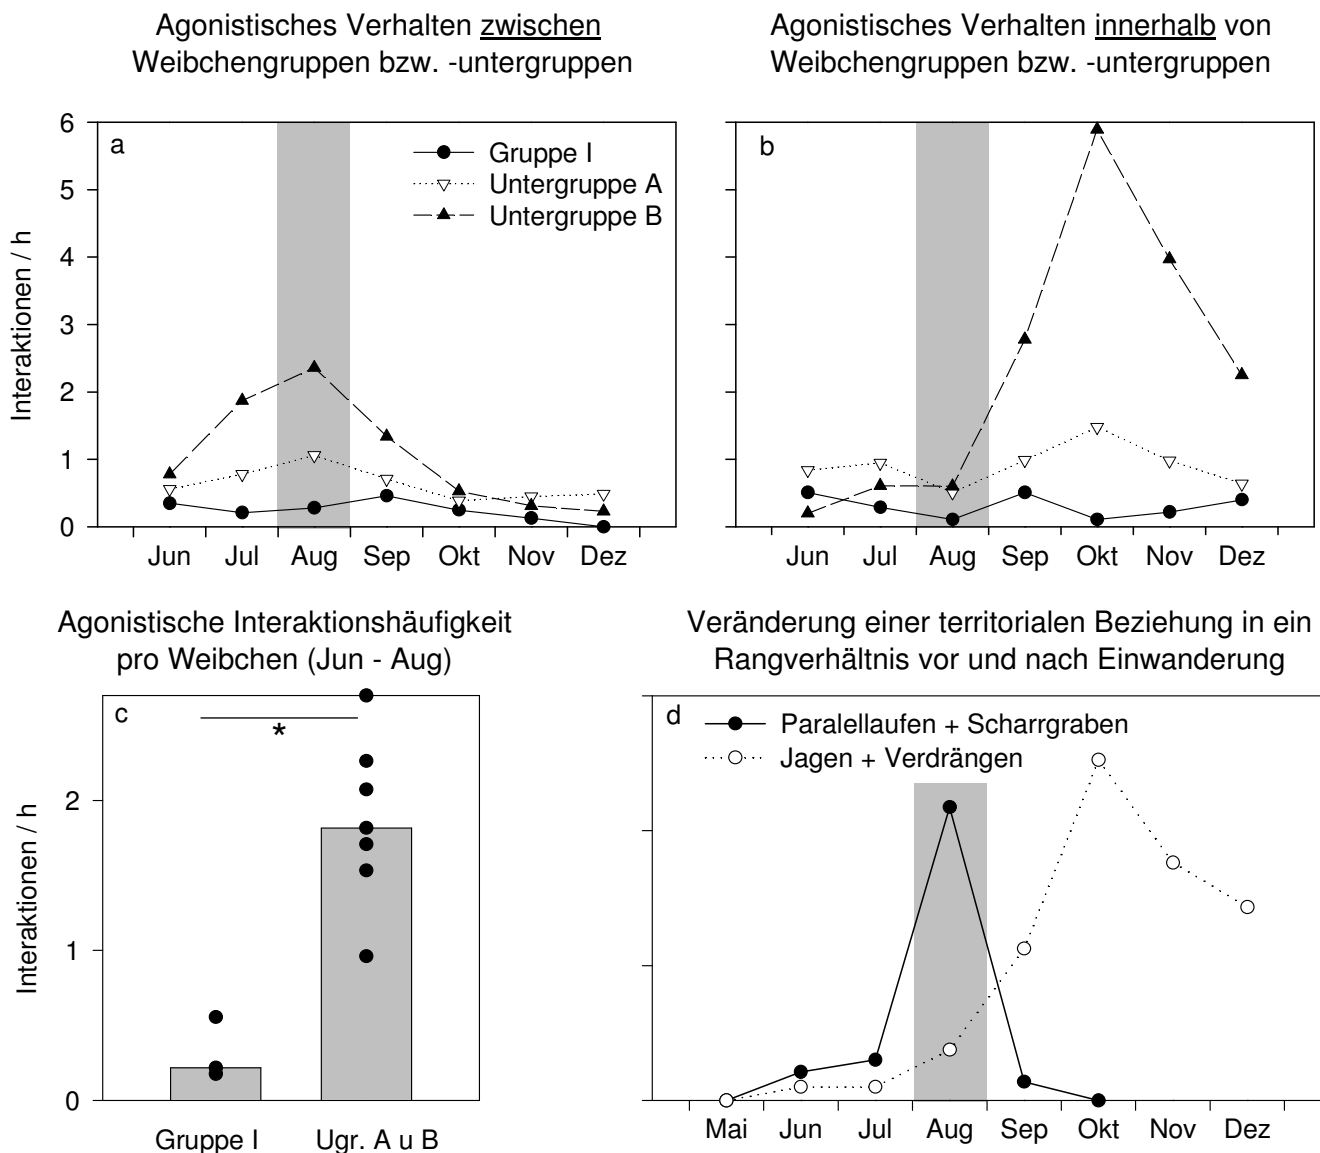 Agonistisches Verhalten zwischen
Weibchengruppen bzw. -untergruppen
Agonistisches Verhalten innerhalb von
Weibchengruppen bzw. -untergruppen
Interaktionen / h
6
5
4
3
2
1
0
a
Gruppe I
Untergruppe A
Untergruppe B
Jun Jul Aug Sep Okt Nov Dez
b
Jun Jul Aug Sep Okt Nov Dez
Agonistische Interaktionshäufigkeit
pro Weibchen (Jun - Aug)
Interaktionen / h
2
1
0
c
*
Gruppe I Ugr. A u B
Veränderung einer territorialen Beziehung in ein
Rangverhältnis vor und nach Einwanderung
d
Paralellaufen + Scharrgraben
Jagen + Verdrängen
Mai Jun Jul Aug Sep Okt Nov Dez